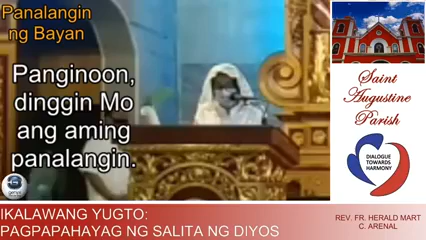 Panalangin
ng Bayan
Panginoon,
dinggin Mo
ang aming
panalangin.
Saint
Augustine
Parish
DIALOGUE
TOWARDS
HARMONY
IKALAWANG YUGTO:
PAGPAPAHAYAG NG SALITA NG DIYOS
REV. FR. HERALD MART
C. ARENAL